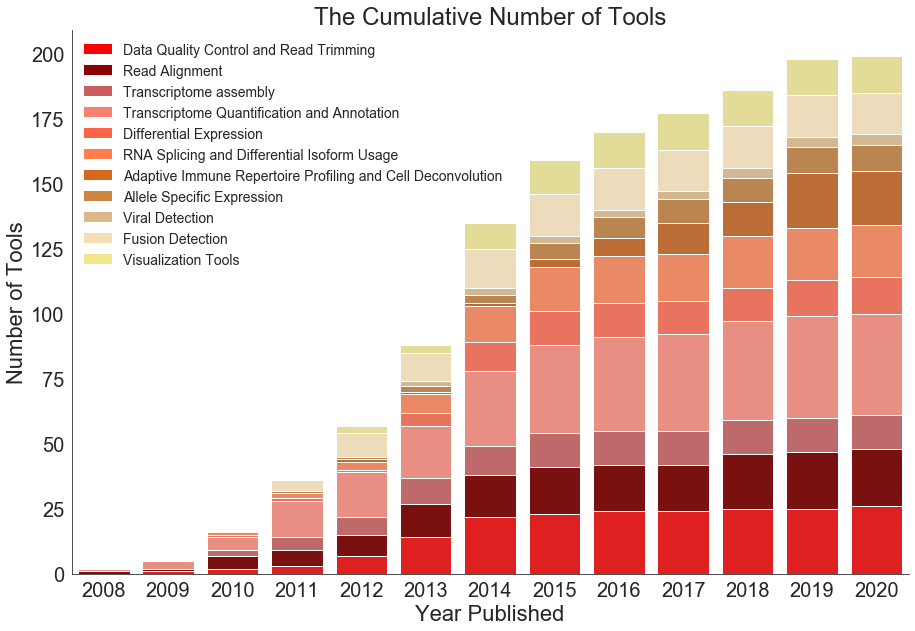 The Cumulative Number of Tools
200
175
150
125
100
75
50
25
0
Number of Tools
Data Quality Control and Read Trimming
Read Alignment
Transcriptome assembly
Transcriptome Quantification and Annotation
Differential Expression
RNA Splicing and Differential Isoform Usage
Adaptive Immune Repertoire Profiling and Cell Deconvolution
Allele Specific Expression
Viral Detection
Fusion Detection
Visualization Tools
2008 2009 2010 2011 2012 2013 2014 2015 2016 2017 2018 2019 2020
Year Published